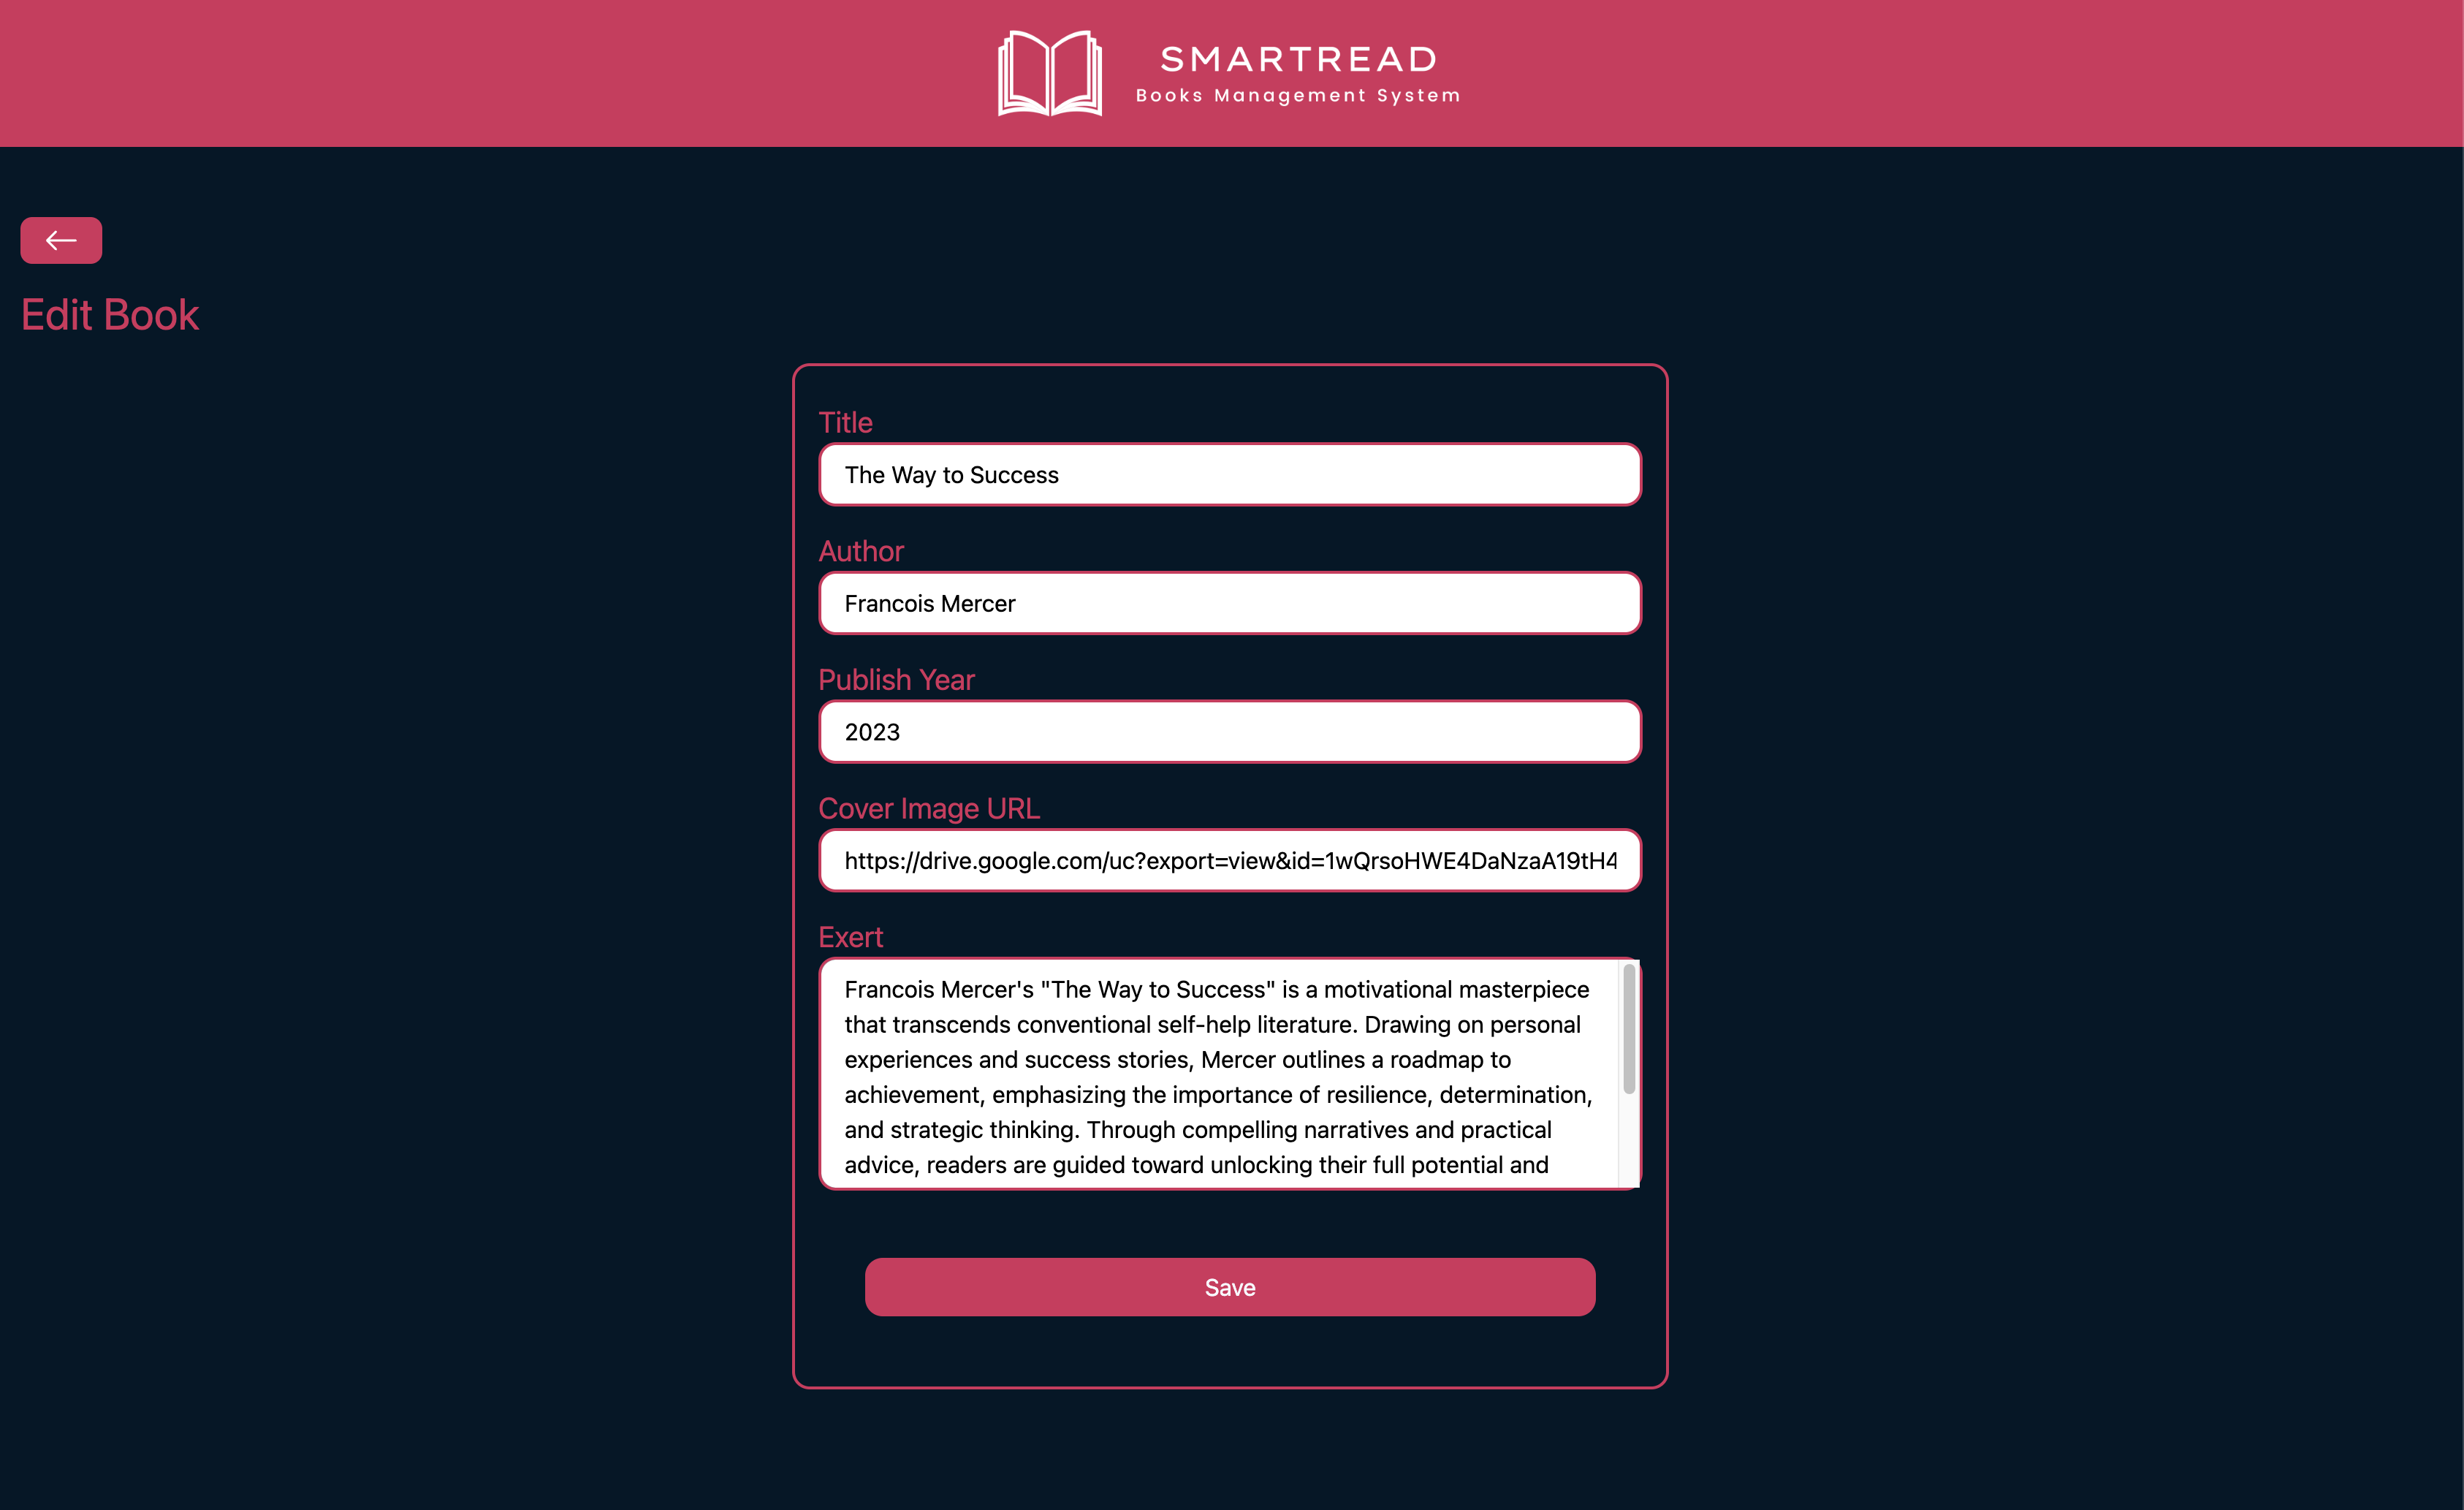 SMARTREAD
Books Management System
Edit Book
Title
The Way to Success
Author
Francois Mercer
Publish Year
2023
Cover Image URL
https://drive.google.com/uc?export=view&id=1wQrsoHWE4DaNzaA19tH4
Exert
Francois Mercer's "The Way to Success" is a motivational masterpiece
that transcends conventional self-help literature. Drawing on personal
experiences and success stories, Mercer outlines a roadmap to
achievement, emphasizing the importance of resilience, determination,
and strategic thinking. Through compelling narratives and practical
advice, readers are guided toward unlocking their full potential and
Save